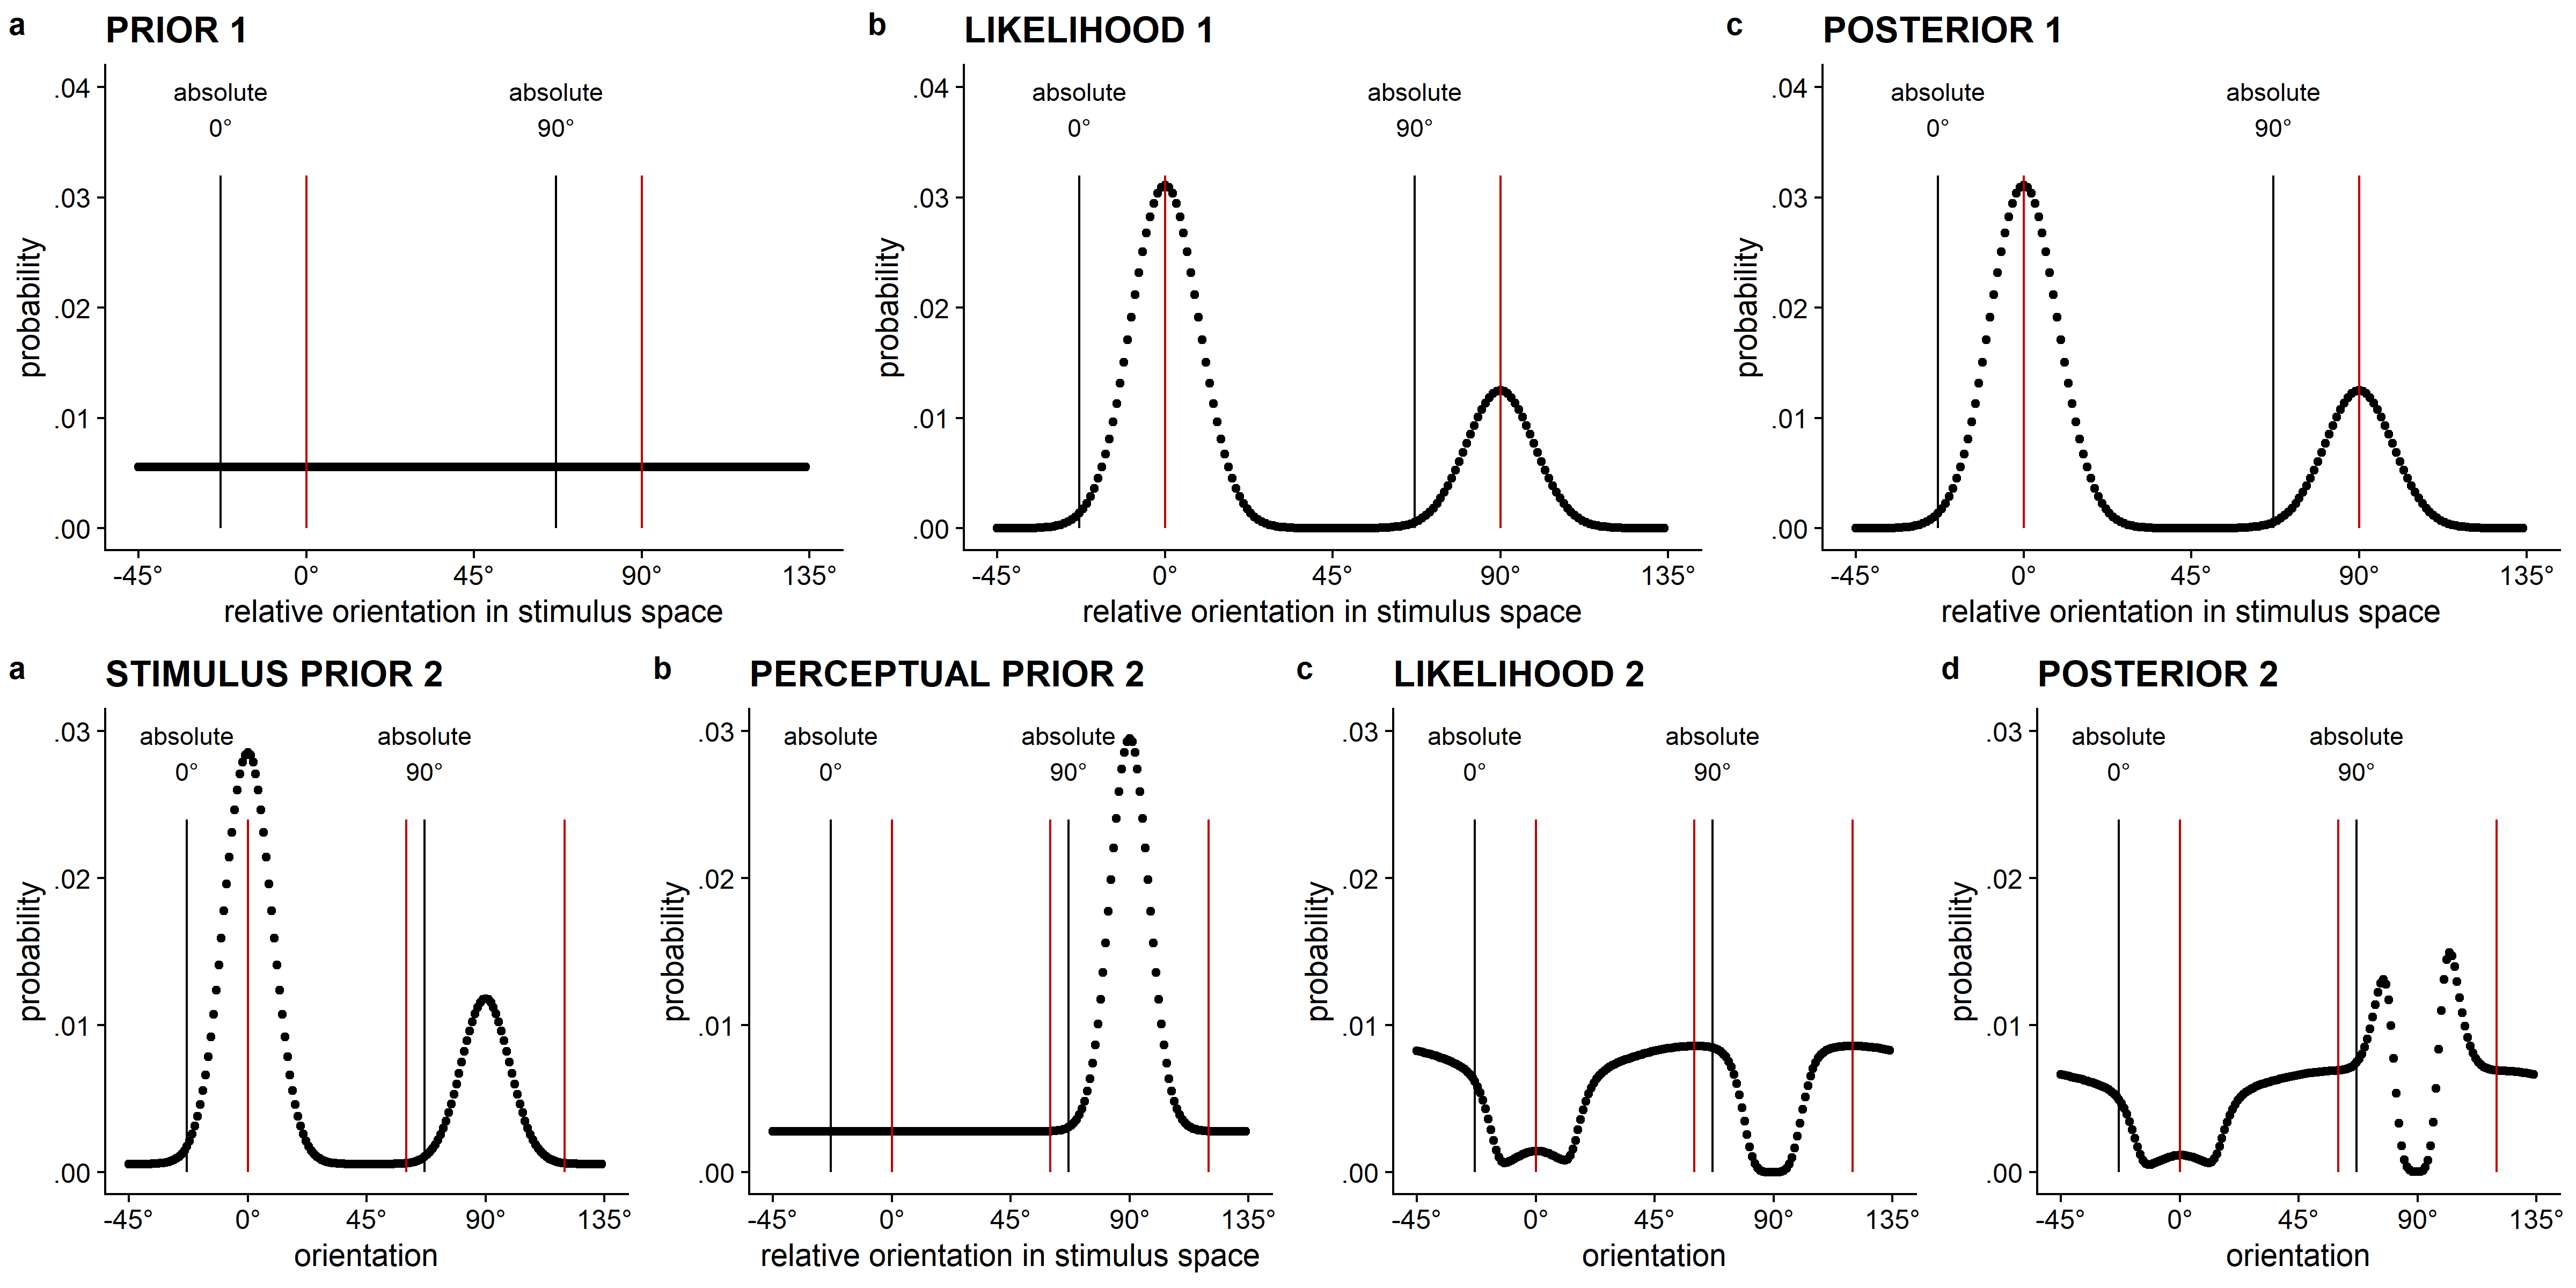 a PRIOR 1
.04
.03
.02
.01
.00
absolute
0°
absolute
90°
probability
-45° 0° 45° 90° 135°
relative orientation in stimulus space
b LIKELIHOOD 1
.04
.03
.02
.01
.00
absolute
0°
absolute
90°
probability
-45° 0° 45° 90° 135°
relative orientation in stimulus space
c POSTERIOR 1
.04
.03
.02
.01
.00
absolute
0°
absolute
90°
probability
-45° 0° 45° 90° 135°
relative orientation in stimulus space
a STIMULUS PRIOR 2
.03
.02
.01
.00
absolute
0°
absolute
90°
probability
-45° 0° 45° 90° 135°
orientation
b PERCEPTUAL PRIOR 2
.03
.02
.01
.00
absolute
0°
absolute
90°
probability
-45° 0° 45° 90° 135°
relative orientation in stimulus space
c LIKELIHOOD 2
.03
.02
.01
.00
absolute
0°
absolute
90°
probability
-45° 0° 45° 90° 135°
orientation
d POSTERIOR 2
.03
.02
.01
.00
absolute
0°
absolute
90°
probability
-45° 0° 45° 90° 135°
orientation